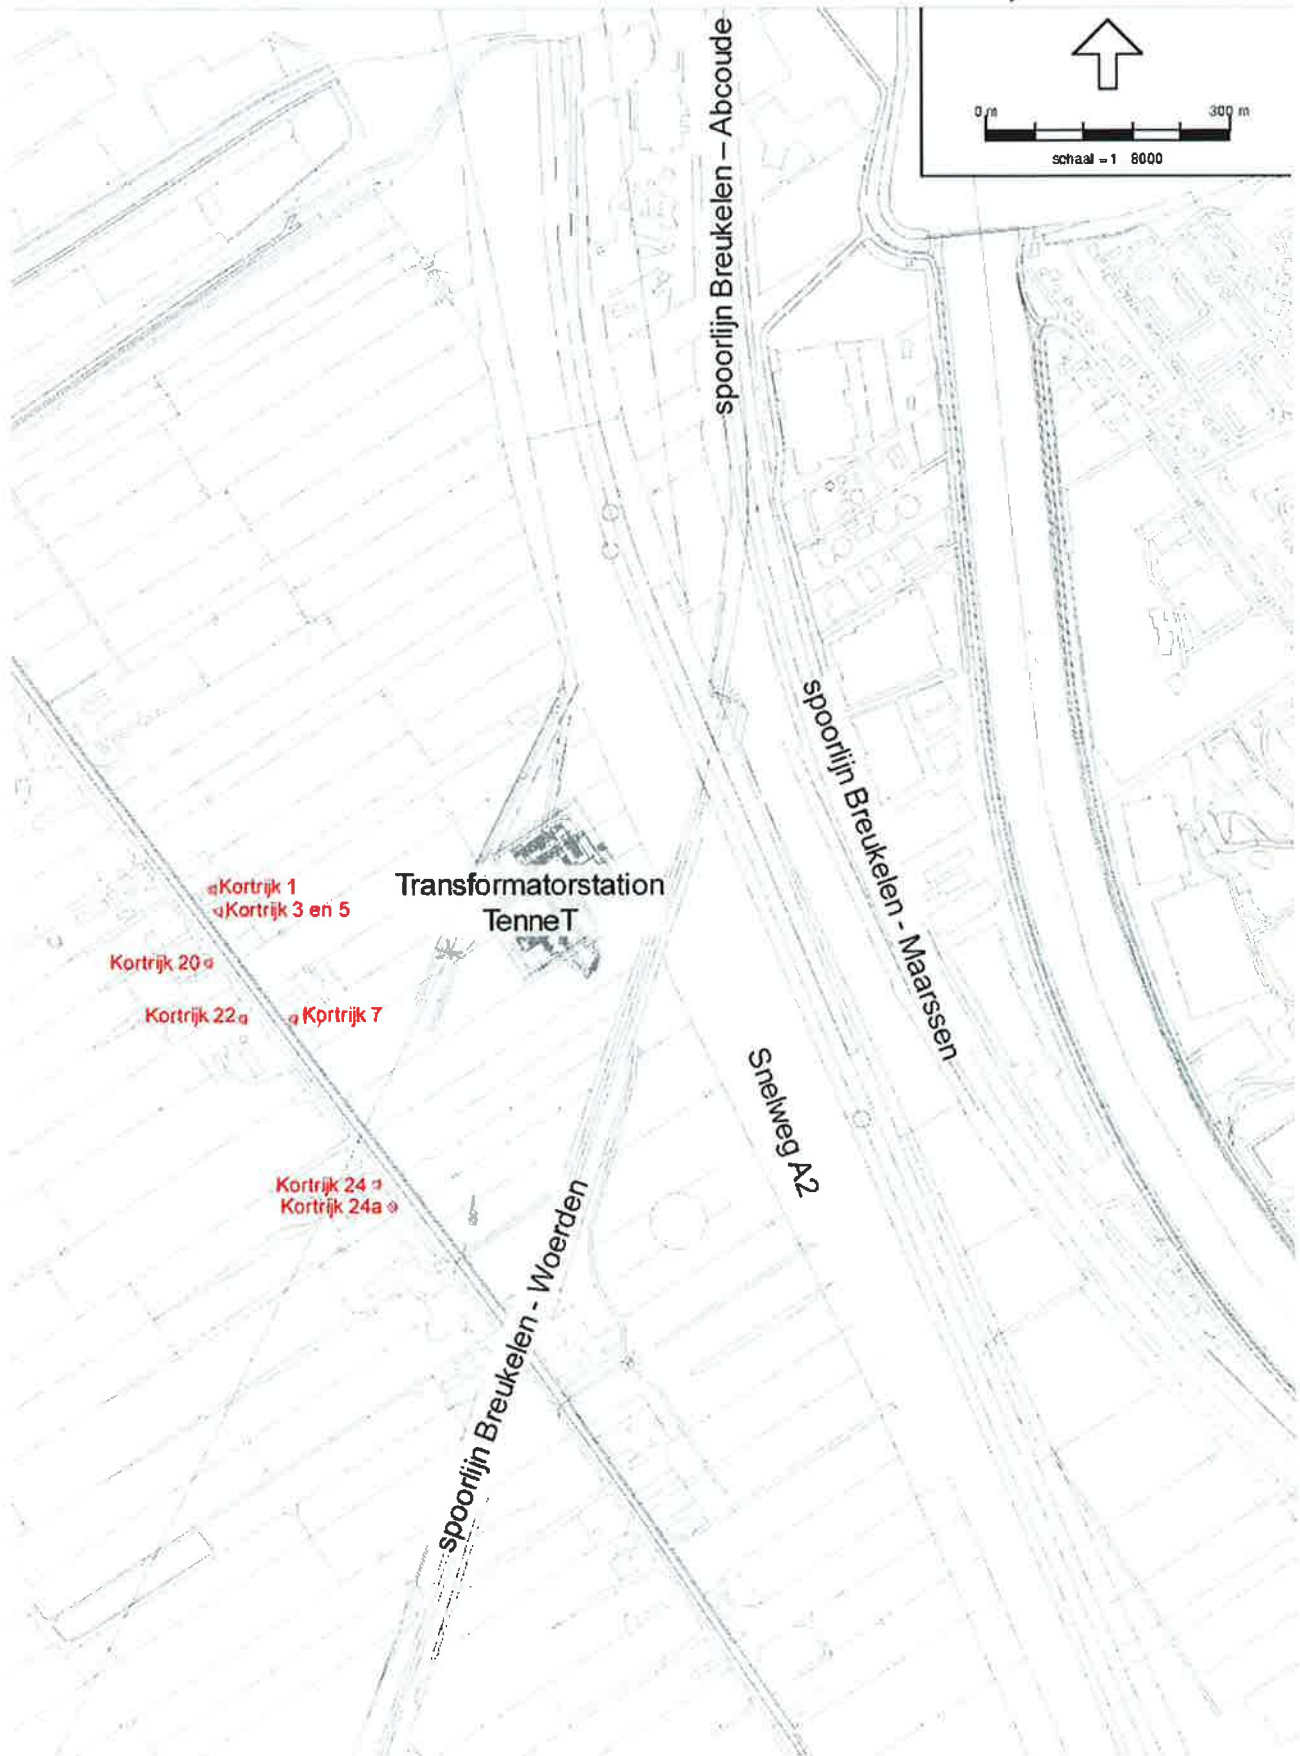 0 m 300 m
schaal = 1 8000
spoorlijn Breukelen – Abcoude
spoorlijn Breukelen - Maarssen
Transformatorstation
TenneT
Kortrijk 1
Kortrijk 3 en 5
Kortrijk 20
Kortrijk 22
Kortrijk 7
Snelweg A2
Kortrijk 24
Kortrijk 24a
spoorlijn Breukelen - Woerden